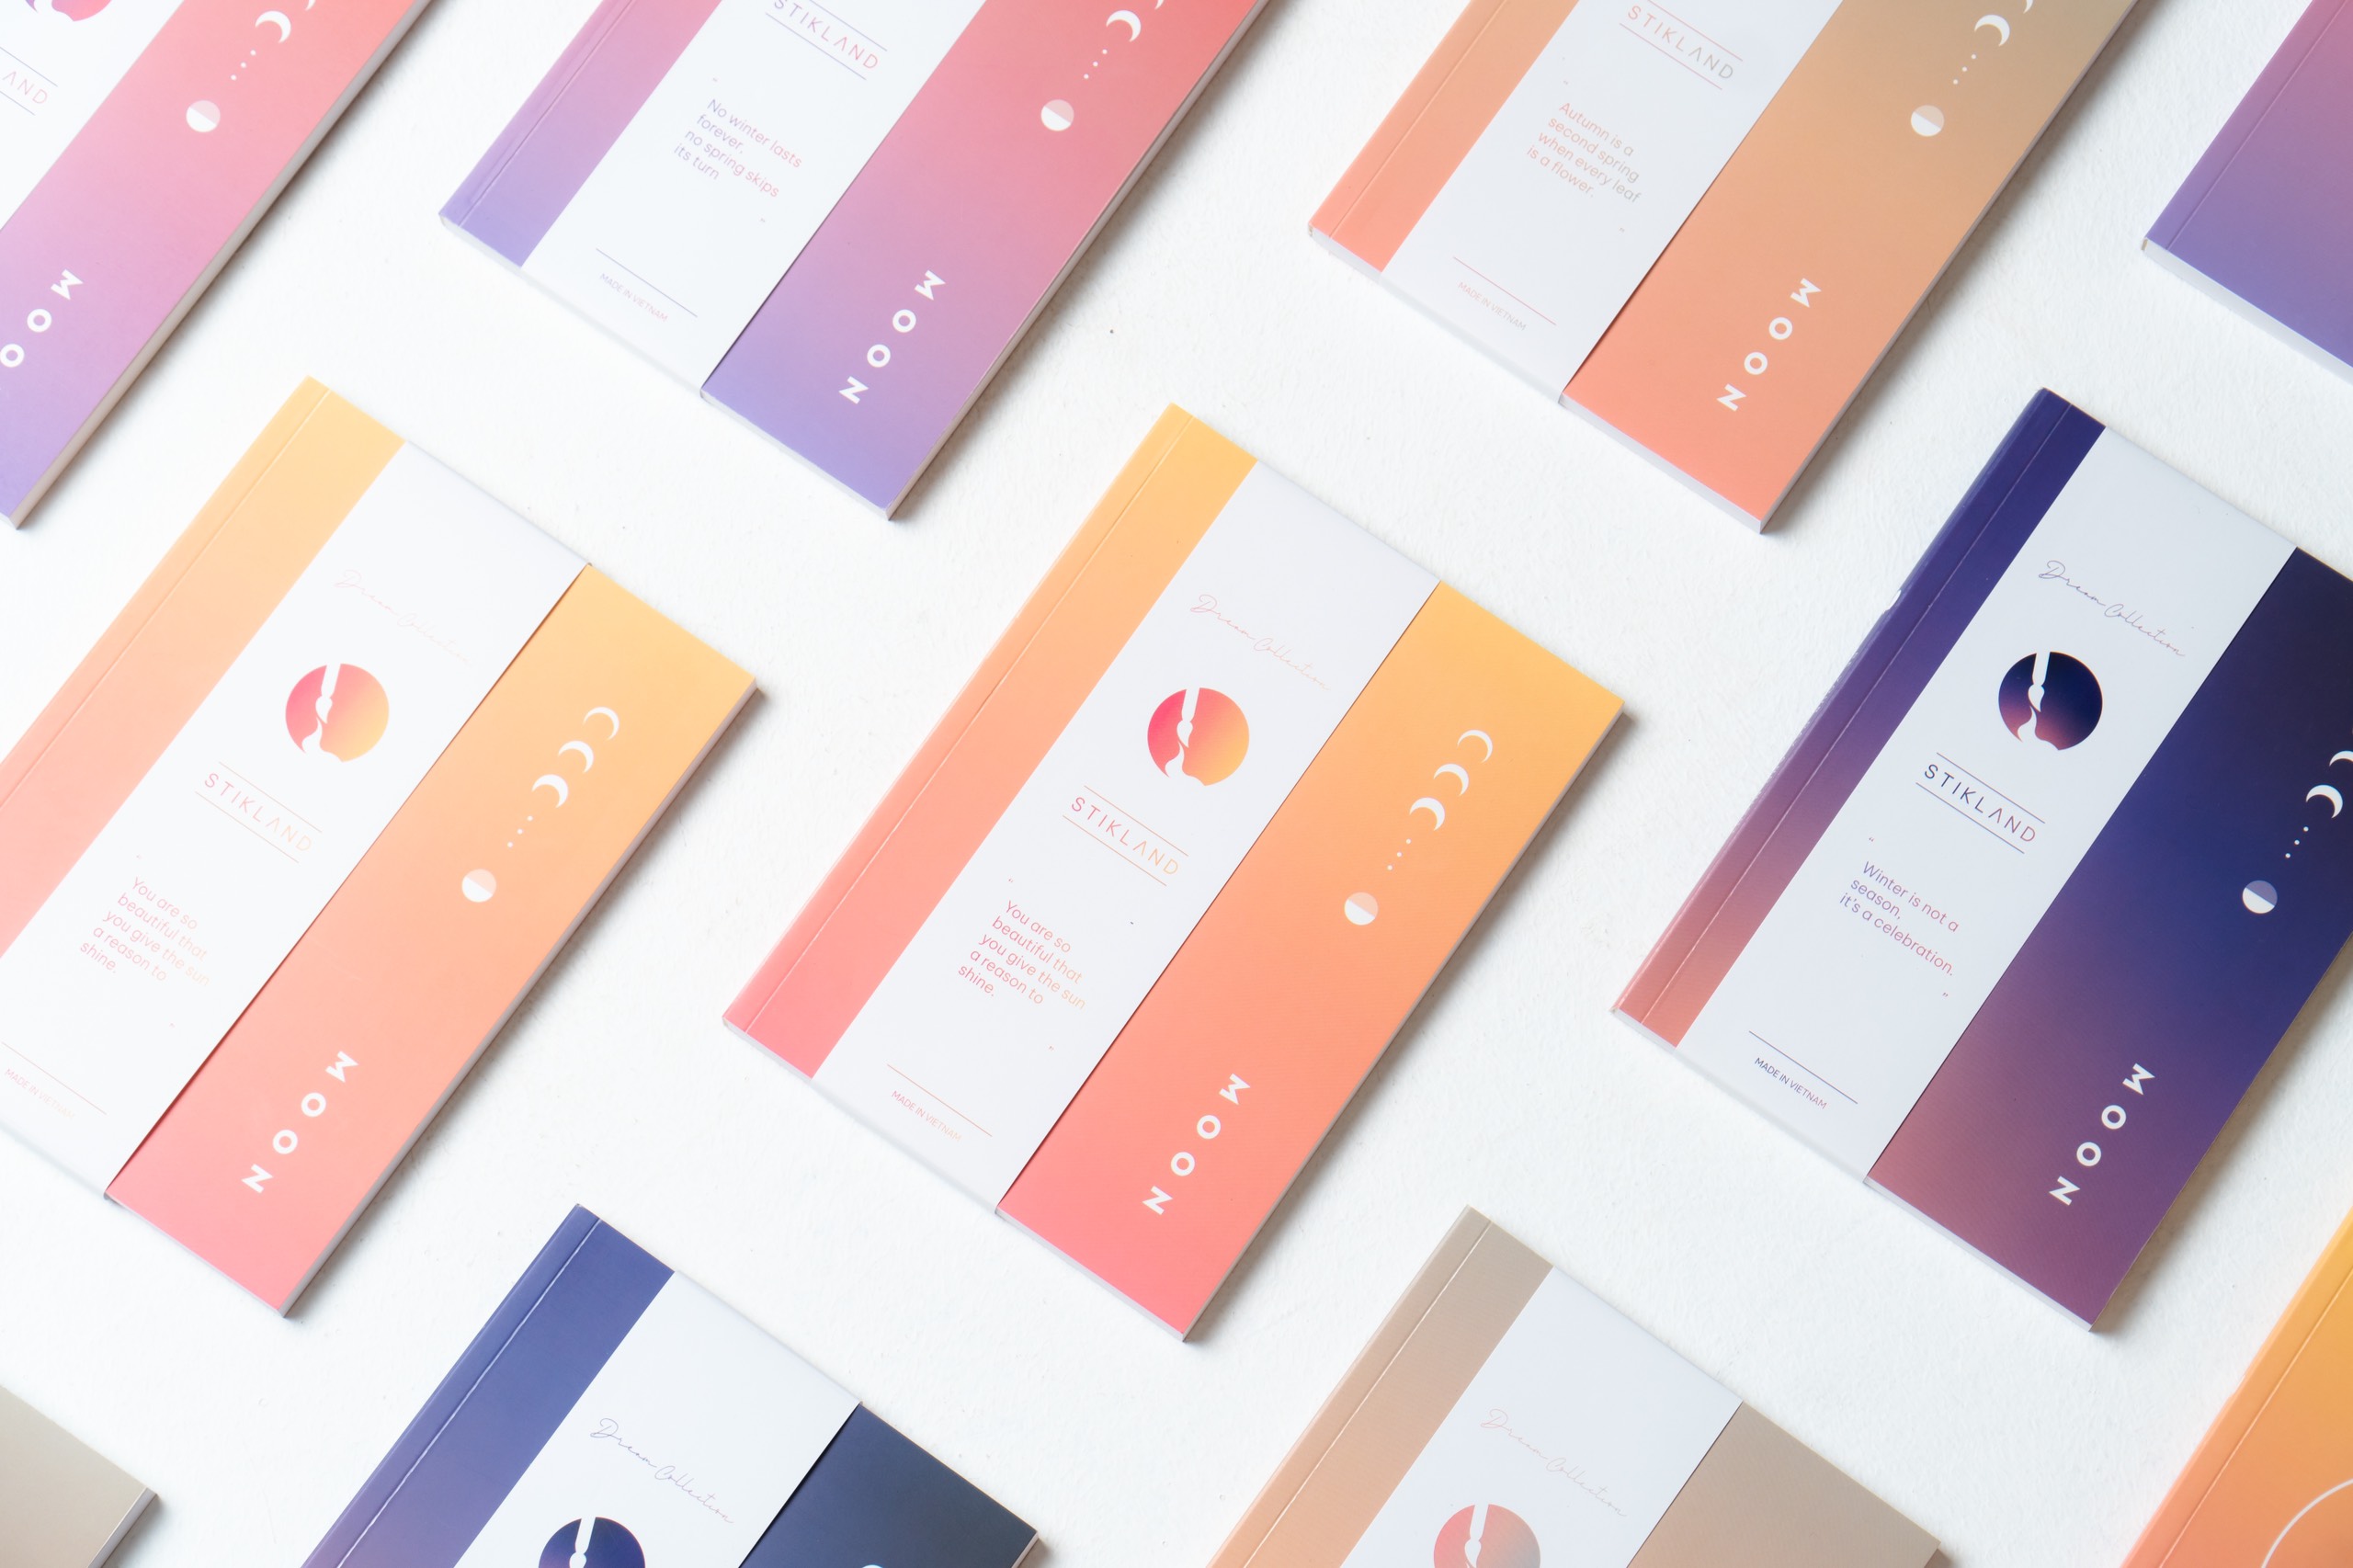 LAND
MOO
STIKLAND
"
No winter lasts
forever.
no spring skips
its turn
"
MADE IN VIETNAM
MOON
STIKLAND
"
Autumn is a
second spring
when every leaf
is a flower.
"
MADE IN VIETNAM
MOON
Dream Collection
STIKLAND
"
You are so
beautiful that
you give the sun
a reason to
shine.
"
MADE IN VIETNAM
MOON
Dream Collection
STIKLAND
"
You are so
beautiful that
you give the sun
a reason to
shine.
"
MADE IN VIETNAM
MOON
Dream Collection
STIKLAND
"
Winter is not a
season,
it's a celebration.
"
MADE IN VIETNAM
MOON
Dream Collection
Dream Collection